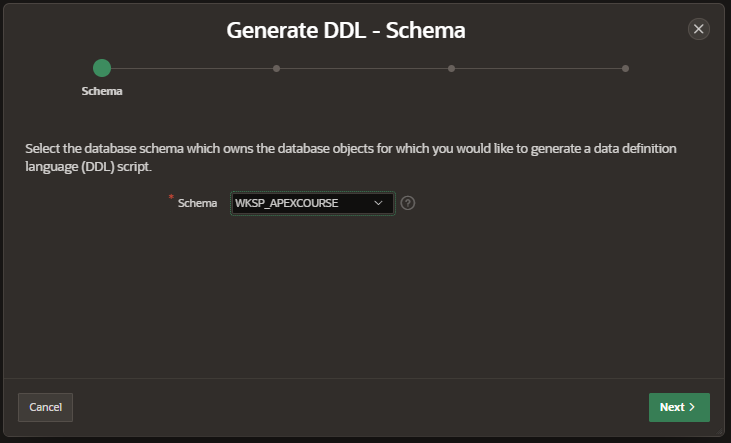 Generate DDL - Schema
Schema
Select the database schema which owns the database objects for which you would like to generate a data definition
language (DDL) script.
* Schema WKSP_APEXCOURSE ?
Cancel Next